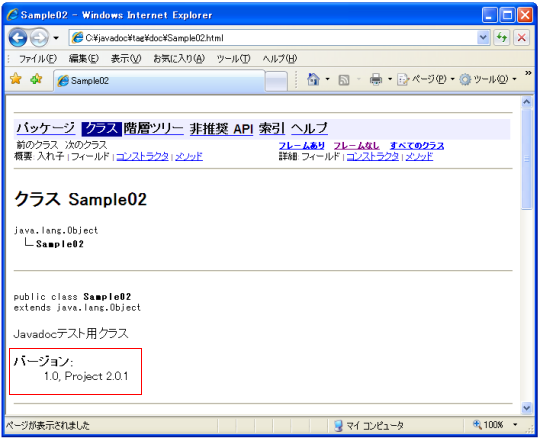 Sample02 - Windows Internet Explorer
C:¥javadoc¥tag¥doc¥Sample02.html
ファイル(F) 編集(E) 表示(V) お気に入り(A) ツール(T) ヘルプ(H)
Sample02 ページ(P) ツール(O) »
パッケージ クラス 階層ツリー 非推奨 API 索引 ヘルプ
前のクラス 次のクラス フレームあり フレームなし すべてのクラス
概要: 入れ子 | フィールド | コンストラクタ | メソッド 詳細: フィールド | コンストラクタ | メソッド
クラス Sample02
java.lang.Object
Sample02
public class Sample02
extends java.lang.Object
Javadocテスト用クラス
バージョン:
1.0, Project 2.0.1
ページが表示されました マイ コンピュータ 100%